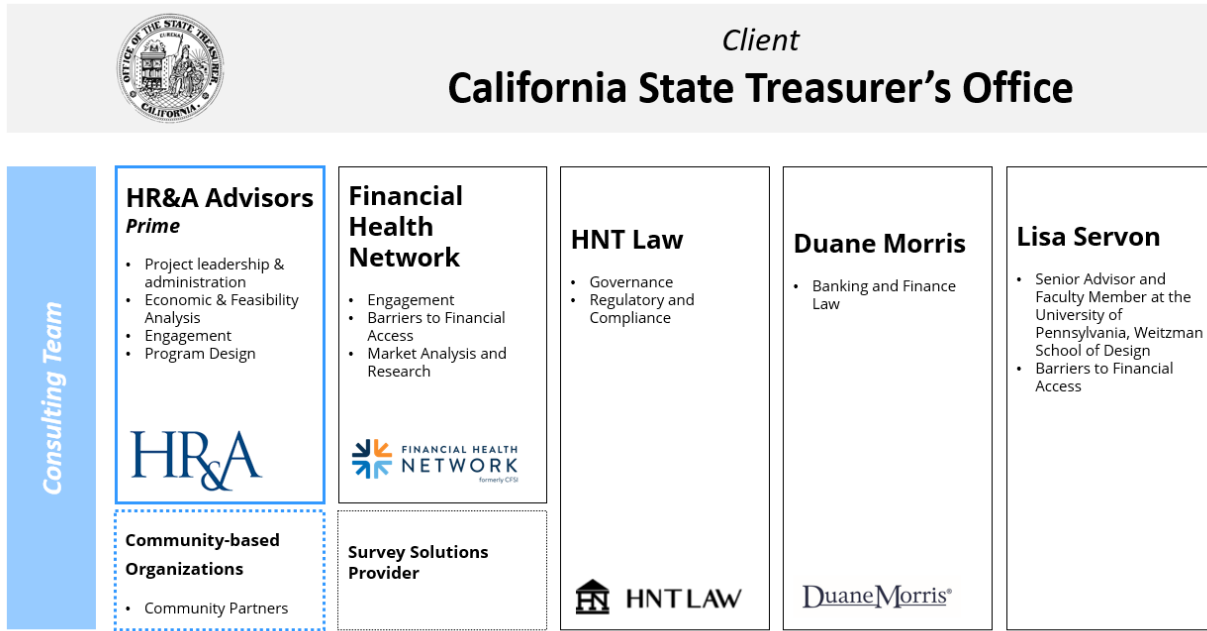 OFFICE OF THE STATE TREASURER
EUREKA
CALIFORNIA
Client
California State Treasurer’s Office
Consulting Team
HR&A Advisors
Prime
• Project leadership &
administration
• Economic & Feasibility
Analysis
• Engagement
• Program Design
HR&A
Community-based
Organizations
• Community Partners
Financial
Health
Network
• Engagement
• Barriers to Financial
Access
• Market Analysis and
Research
FINANCIAL HEALTH
NETWORK
formerly CFSI
Survey Solutions
Provider
HNT Law
• Governance
• Regulatory and
Compliance
HNT LAW
Duane Morris
• Banking and Finance
Law
DuaneMorris®
Lisa Servon
• Senior Advisor and
Faculty Member at the
University of
Pennsylvania, Weitzman
School of Design
• Barriers to Financial
Access